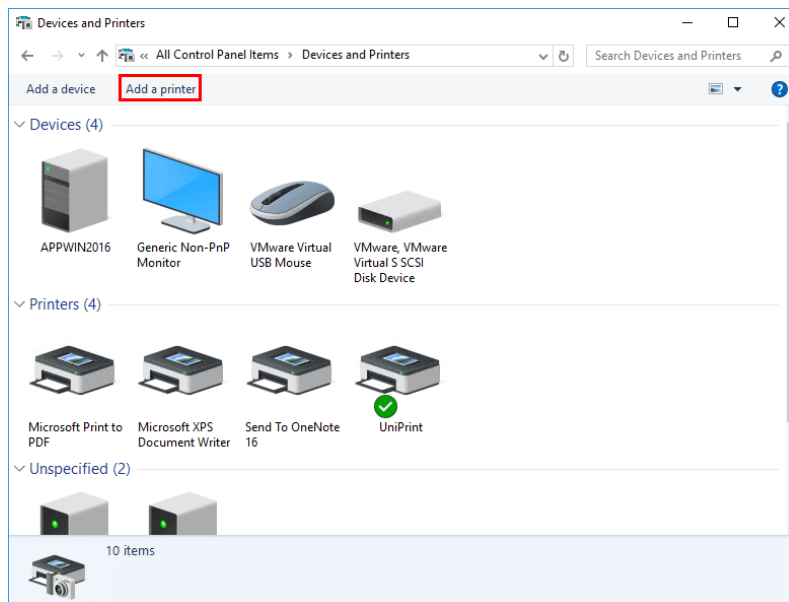 Devices and Printers
« All Control Panel Items › Devices and Printers
Search Devices and Printers
Add a device
Add a printer
Devices (4)
APPWIN2016
Generic Non-PnP
Monitor
VMware Virtual
USB Mouse
VMware, VMware
Virtual S SCSI
Disk Device
Printers (4)
Microsoft Print to
PDF
Microsoft XPS
Document Writer
Send To OneNote
16
UniPrint
Unspecified (2)
10 items